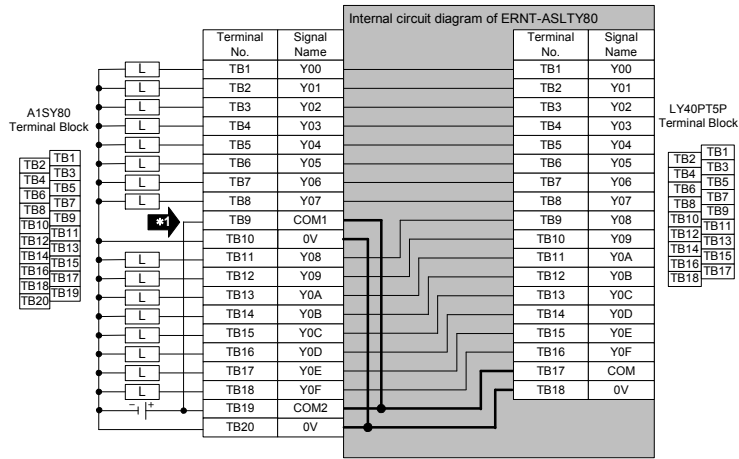 Internal circuit diagram of ERNT-ASLTY80
Terminal No. Signal Name Terminal No. Signal Name
L TB1 Y00 TB1 Y00
L TB2 Y01 TB2 Y01
L TB3 Y02 TB3 Y02
L TB4 Y03 TB4 Y03
L TB5 Y04 TB5 Y04
L TB6 Y05 TB6 Y05
L TB7 Y06 TB7 Y06
L TB8 Y07 TB8 Y07
*1 TB9 COM1 TB9 Y08
TB10 0V TB10 Y09
L TB11 Y08 TB11 Y0A
L TB12 Y09 TB12 Y0B
L TB13 Y0A TB13 Y0C
L TB14 Y0B TB14 Y0D
L TB15 Y0C TB15 Y0E
L TB16 Y0D TB16 Y0F
L TB17 Y0E TB17 COM
L TB18 Y0F TB18 0V
- + TB19 COM2
TB20 0V
A1SY80
Terminal Block
TB1
TB2
TB3
TB4
TB5
TB6
TB7
TB8
TB9
TB10
TB11
TB12
TB13
TB14
TB15
TB16
TB17
TB18
TB19
TB20
LY40PT5P
Terminal Block
TB1
TB2
TB3
TB4
TB5
TB6
TB7
TB8
TB9
TB10
TB11
TB12
TB13
TB14
TB15
TB16
TB17
TB18